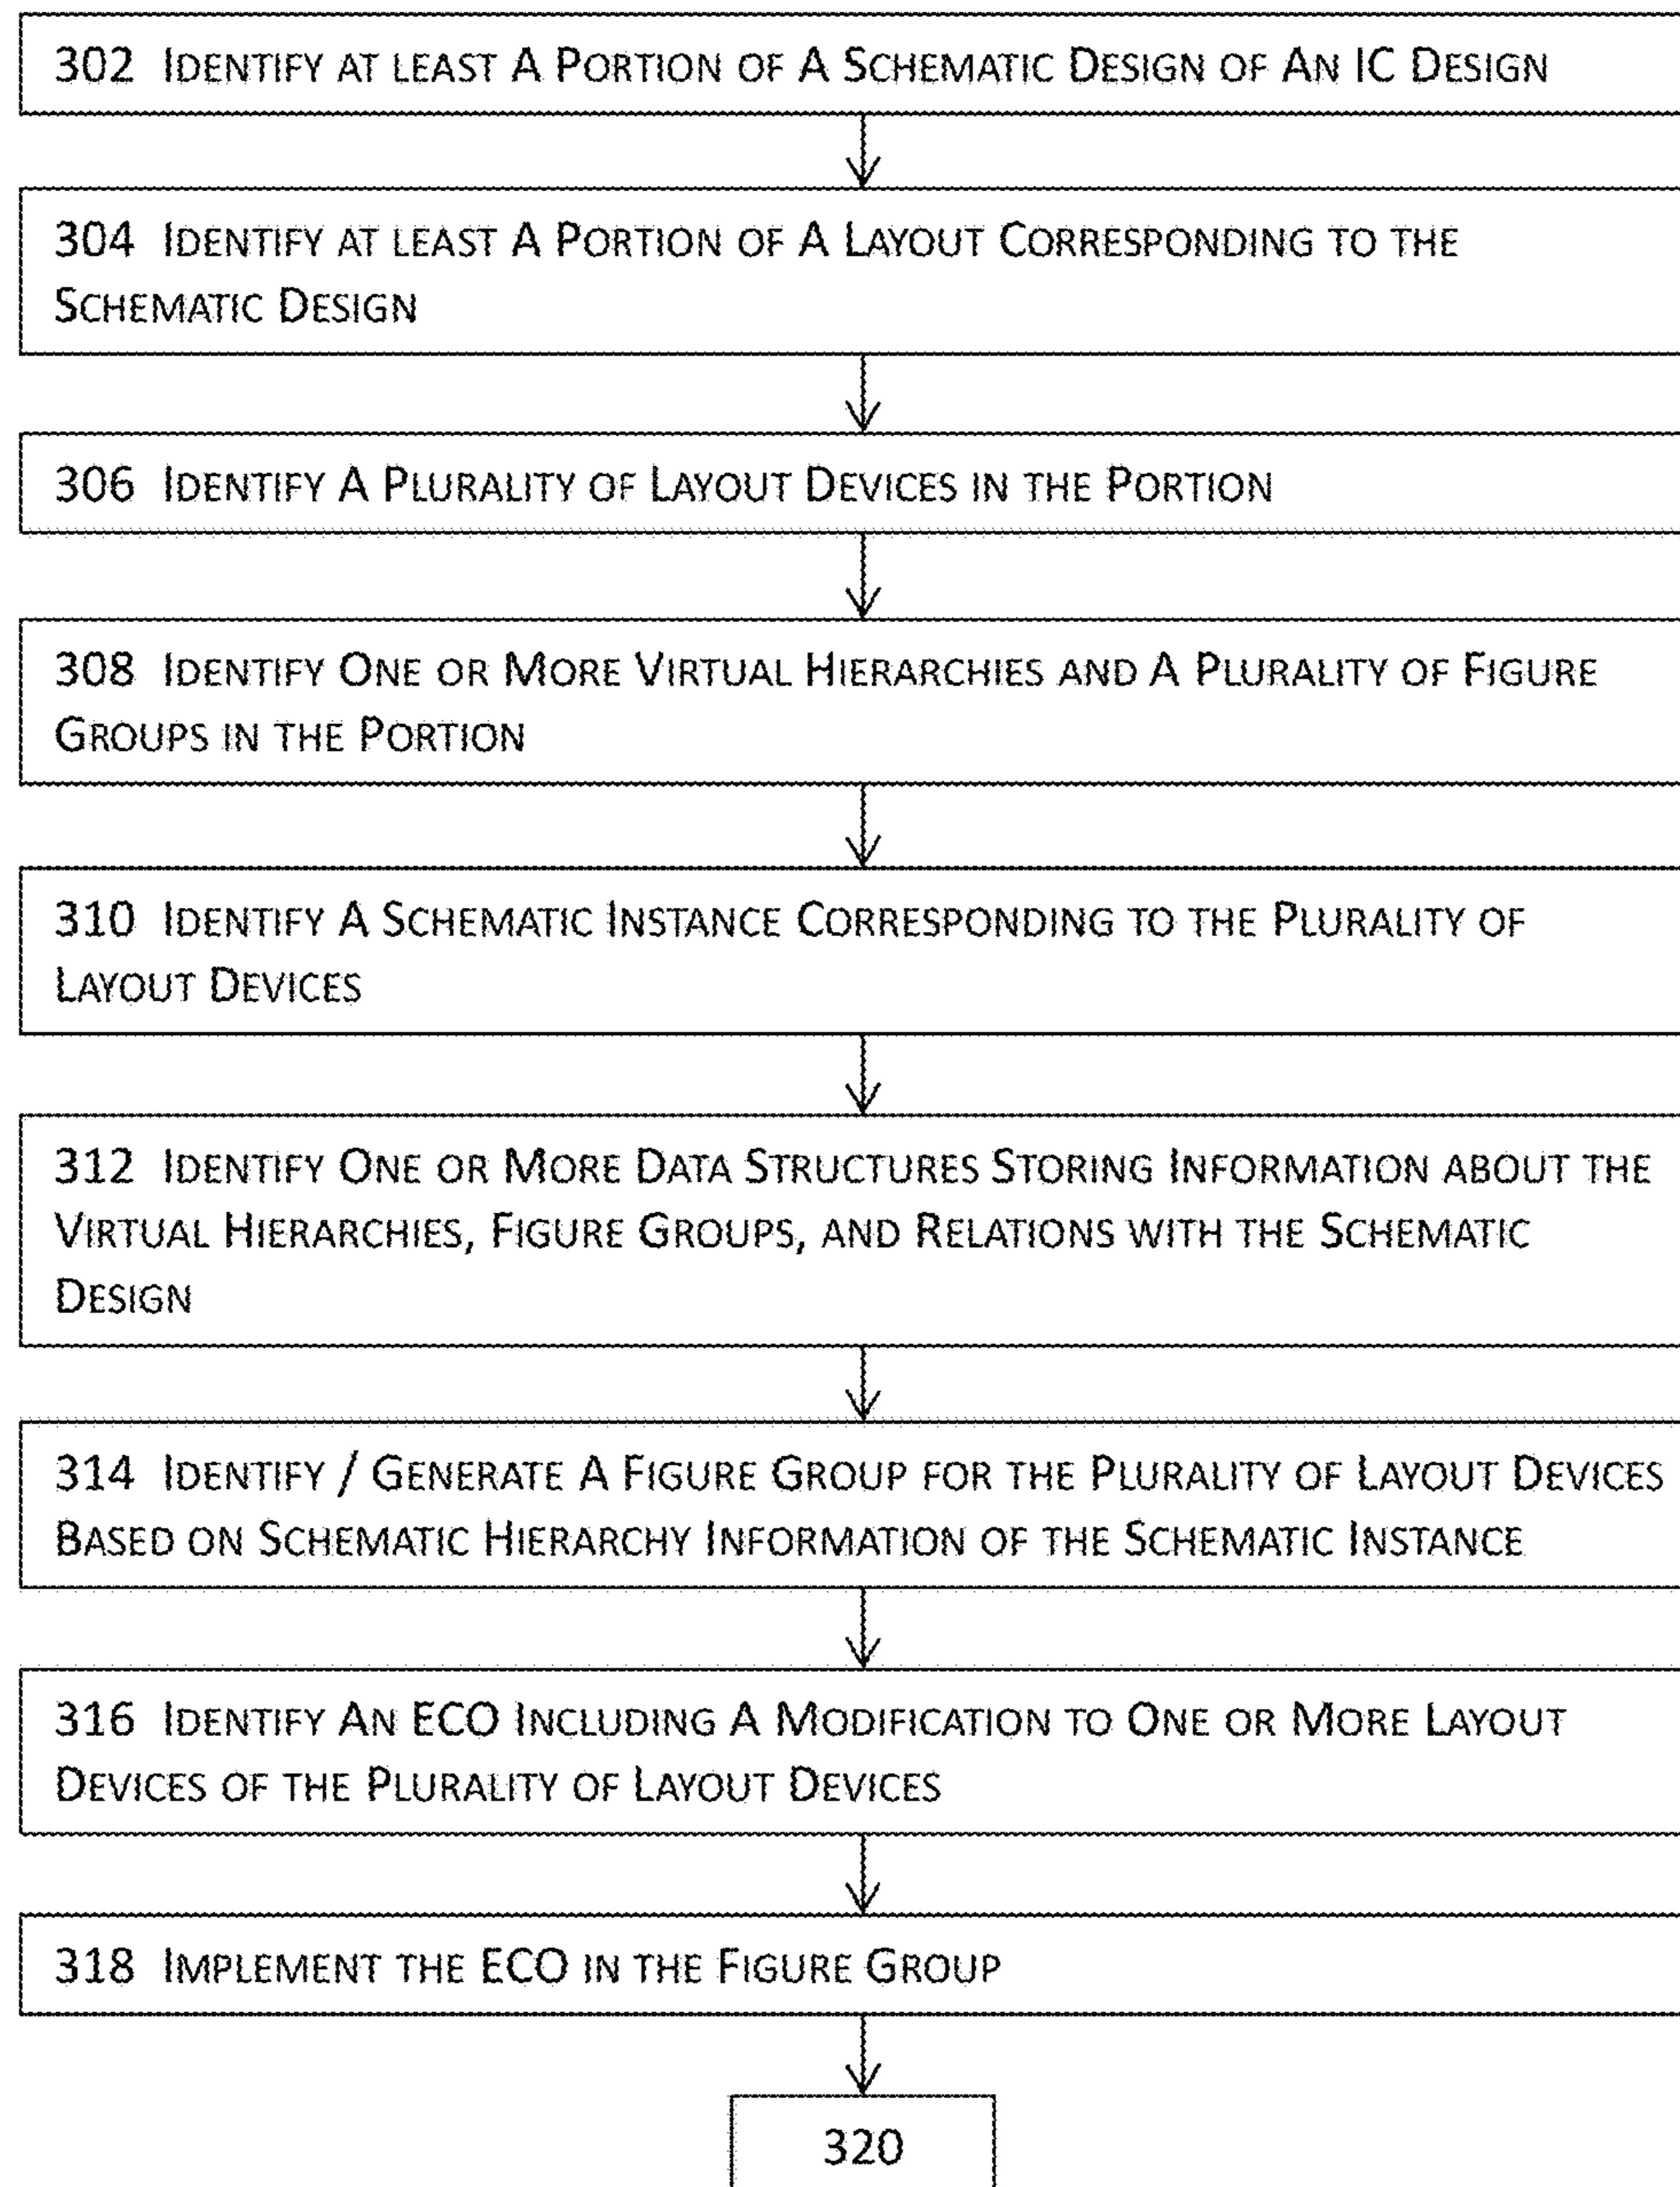 302 IDENTIFY AT LEAST A PORTION OF A SCHEMATIC DESIGN OF AN IC DESIGN
304 IDENTIFY AT LEAST A PORTION OF A LAYOUT CORRESPONDING TO THE
SCHEMATIC DESIGN
306 IDENTIFY A PLURALITY OF LAYOUT DEVICES IN THE PORTION
308 IDENTIFY ONE OR MORE VIRTUAL HIERARCHIES AND A PLURALITY OF FIGURE
GROUPS IN THE PORTION
310 IDENTIFY A SCHEMATIC INSTANCE CORRESPONDING TO THE PLURALITY OF
LAYOUT DEVICES
312 IDENTIFY ONE OR MORE DATA STRUCTURES STORING INFORMATION ABOUT THE
VIRTUAL HIERARCHIES, FIGURE GROUPS, AND RELATIONS WITH THE SCHEMATIC
DESIGN
314 IDENTIFY / GENERATE A FIGURE GROUP FOR THE PLURALITY OF LAYOUT DEVICES
BASED ON SCHEMATIC HIERARCHY INFORMATION OF THE SCHEMATIC INSTANCE
316 IDENTIFY AN ECO INCLUDING A MODIFICATION TO ONE OR MORE LAYOUT
DEVICES OF THE PLURALITY OF LAYOUT DEVICES
318 IMPLEMENT THE ECO IN THE FIGURE GROUP
320